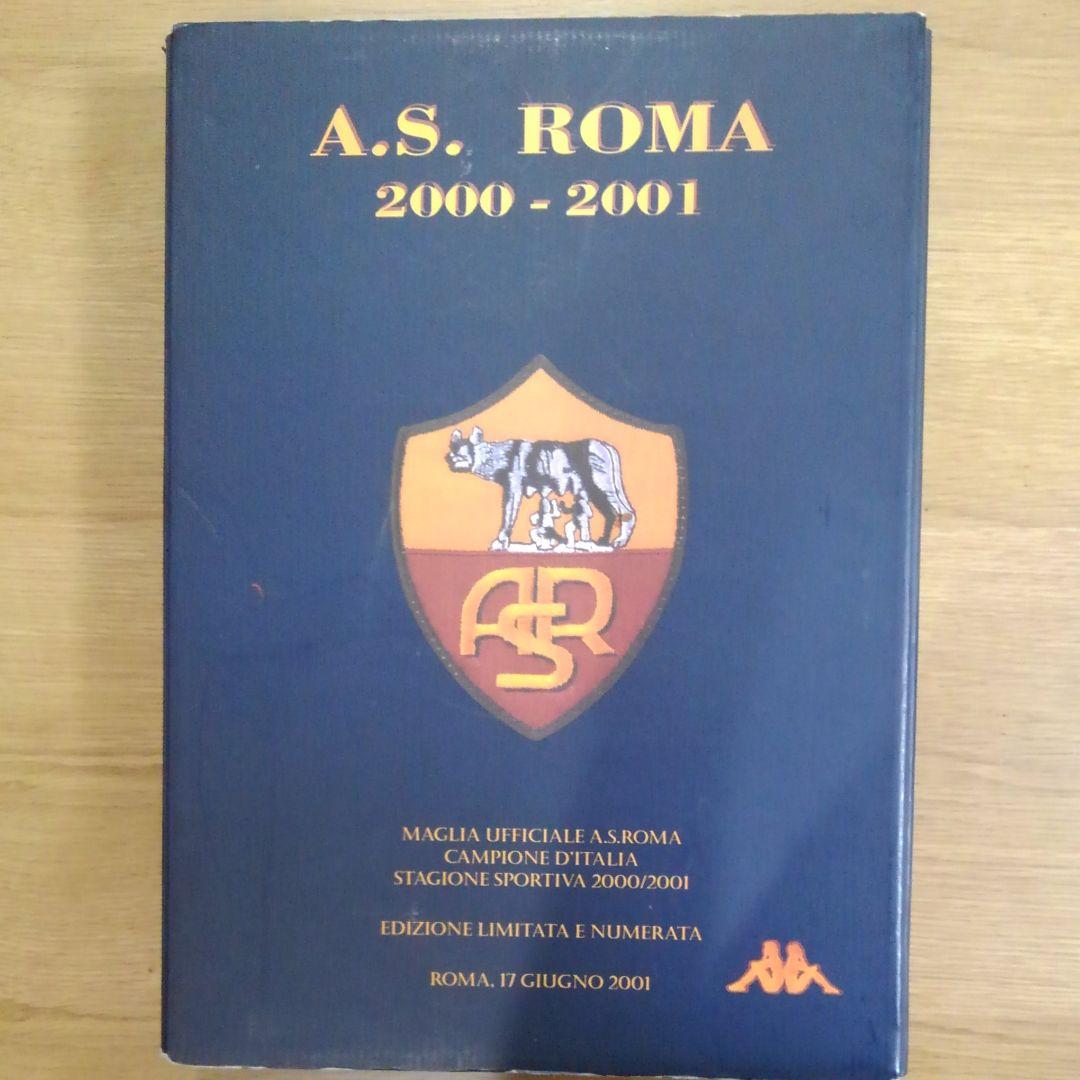 A.S. ROMA
2000 - 2001
ASR
MAGLIA UFFICIALE A.S.ROMA
CAMPIONE D'ITALIA
STAGIONE SPORTIVA 2000/2001
EDIZIONE LIMITATA E NUMERATA
ROMA, 17 GIUGNO 2001